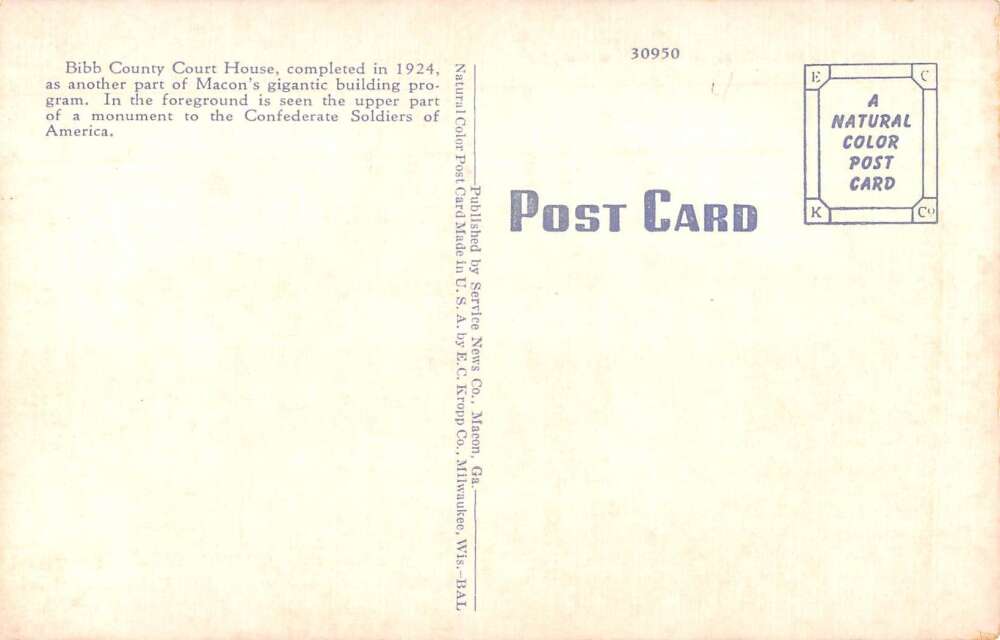 Bibb County Court House, completed in 1924,
as another part of Macon's gigantic building pro-
gram. In the foreground is seen the upper part
of a monument to the Confederate Soldiers of
America.
Published by Service News Co., Macon, Ga.
Natural Color Post Card Made in U. S. A. by E. C. Kropp Co., Milwaukee, Wis.-BAL
30950
POST CARD
E C
A
NATURAL
COLOR
POST
CARD
K Co